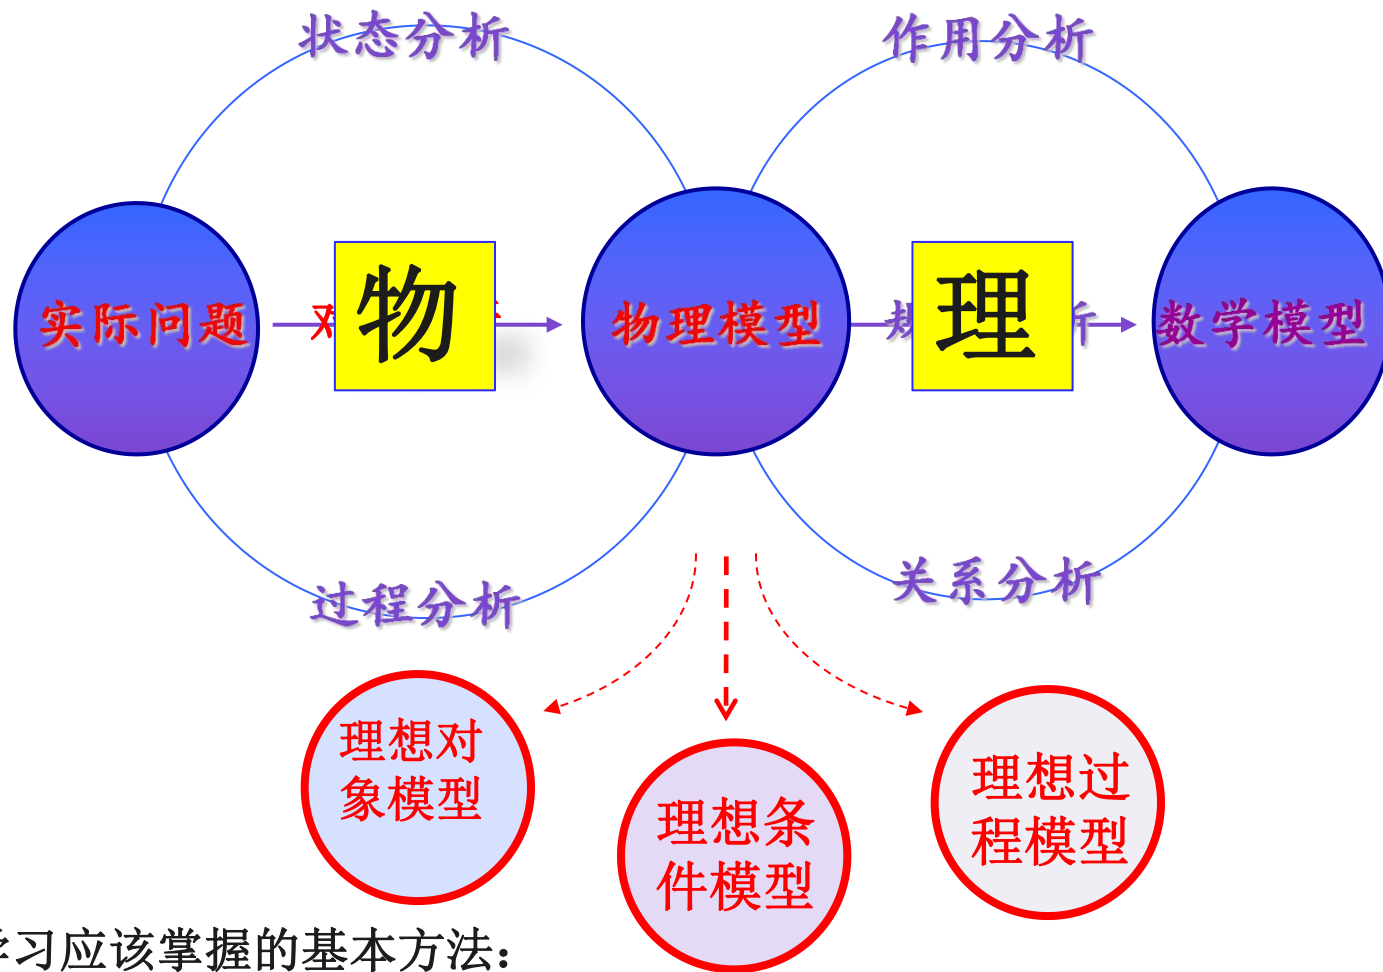 状态分析
作用分析
实际问题
物
物理模型
理
数学模型
过程分析
关系分析
理想对
象模型
理想条
件模型
理想过
程模型
学习应该掌握的基本方法：